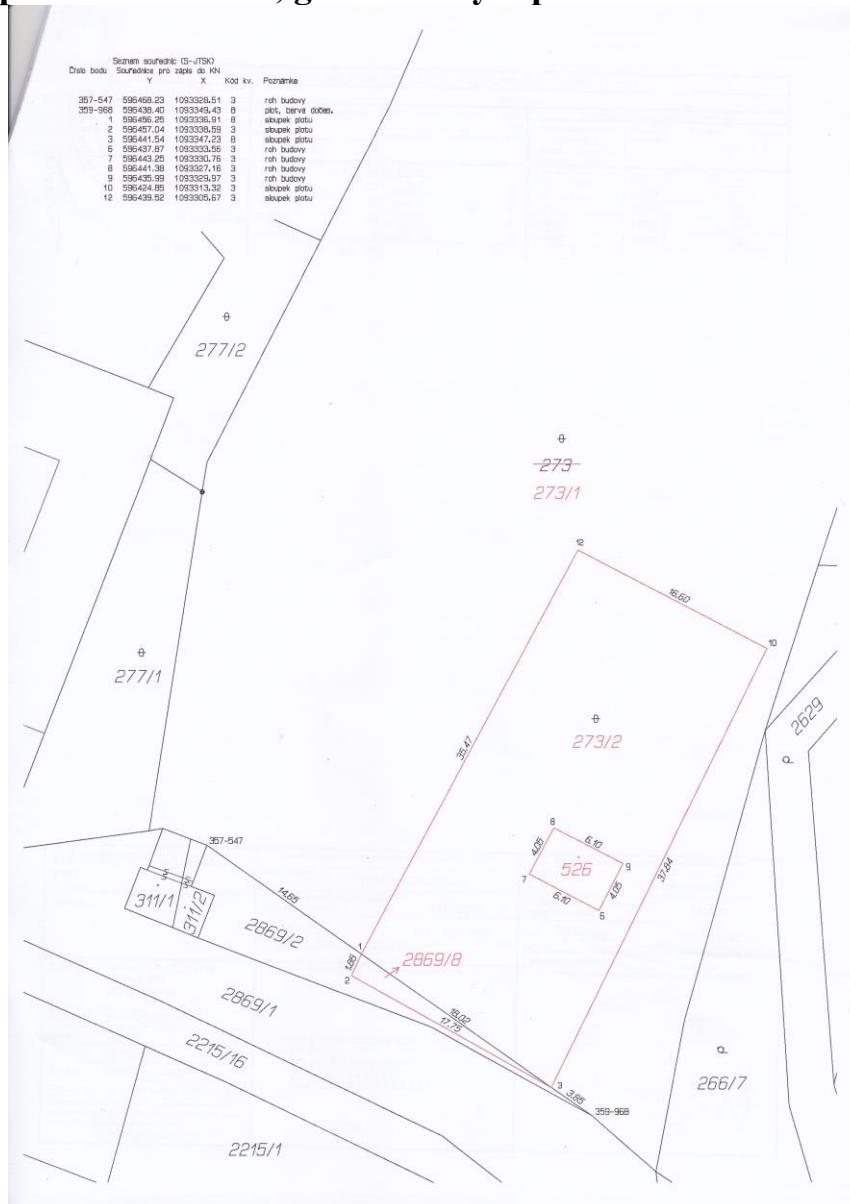 Seznam souřadnic (S-JTSK)
Číslo bodu Souřadnice pro zápis do KN
Y X Kód kv. Poznámka
357-547 596468.23 1093328.51 3 roh budovy
359-968 596438.40 1093349.43 8 plot, barva dočas.
1 596456.25 1093336.91 8 sloupek plotu
2 596457.04 1093338.59 3 sloupek plotu
3 596441.54 1093347.23 8 sloupek plotu
6 596437.87 1093333.56 3 roh budovy
7 596443.25 1093330.76 3 roh budovy
8 596441.38 1093327.16 3 roh budovy
9 596435.99 1093329.97 3 roh budovy
10 596424.85 1093313.32 3 sloupek plotu
12 596439.52 1093305.67 3 sloupek plotu
277/2
273
273/1
12
16.60
10
277/1
2629
273/2
35.47
8
6.10
357-547
4.05
9
526
37.84
7
4.05
6.10
6
14.65
311/1
311/2
2869/2
1
1.86
2869/8
2
2869/1
18.02
17.75
2215/16
3
3.85
266/7
359-968
2215/1